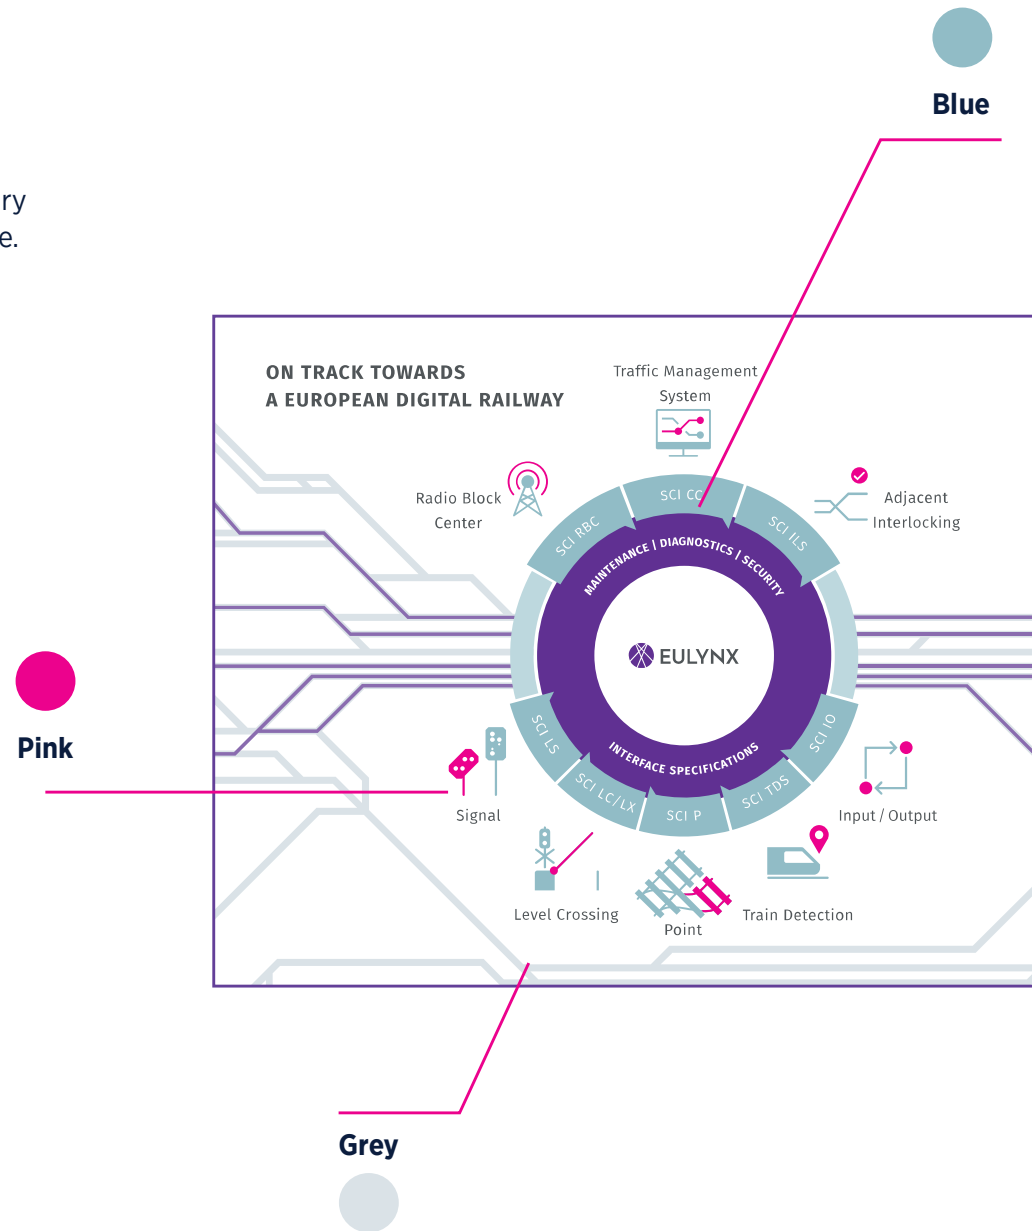 Blue
ry
e.
ON TRACK TOWARDS
A EUROPEAN DIGITAL RAILWAY
Traffic Management
System
Radio Block
Center
Adjacent
Interlocking
SCI RBC
SCI CC
SCI ILS
MAINTENANCE | DIAGNOSTICS | SECURITY
EULYNX
INTERFACE SPECIFICATIONS
SCI LS
SCI LC/LX
SCI P
SCI TDS
SCI IO
Pink
Signal
Input / Output
Level Crossing
Point
Train Detection
Grey